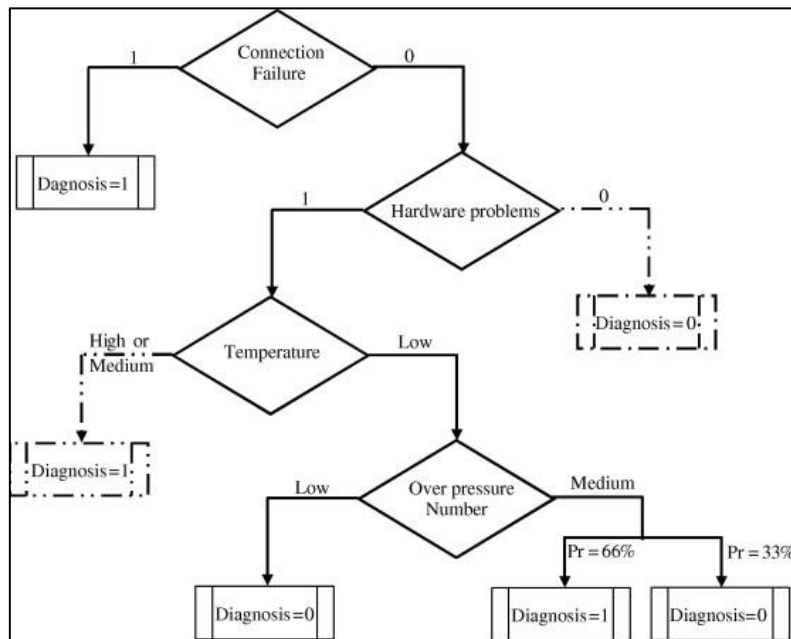 Connection
Failure
1
0
Dagnosis=1
Hardware problems
1
0
Diagnosis=0
Temperature
High or
Medium
Low
Diagnosis=1
Over pressure
Number
Low
Medium
Pr=66%
Pr=33%
Diagnosis=0
Diagnosis=1
Diagnosis=0